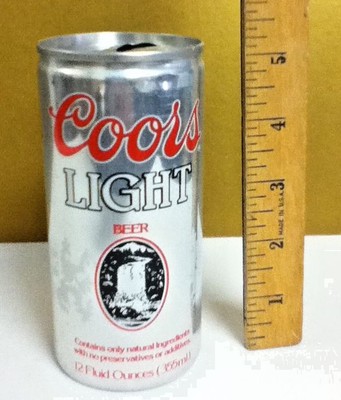 Coors
LIGHT
BEER
Contains only natural ingredients
with no preservatives or additives.
12 Fluid Ounces (355ml)
5
4
3
MADE IN U.S.A.
2
1